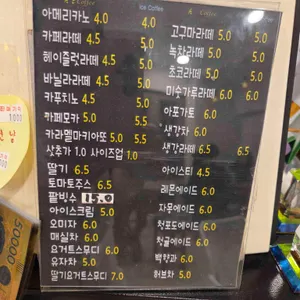 Ice Coffee
Coffee
아메리카노 4.0 4.0
카페라떼 4.5 5.0
헤이즐럿라떼 4.5 5.0
바닐라라떼 4.5 5.0
카푸치노 4.5 5.0
카페모카 5.0 5.5
카라멜마키아또 5.0 5.5
샷추가 1.0 사이즈업 1.0
딸기 6.5
토마토주스 6.5
팥빙수
아이스크림 5.0
오미자 6.0
매실차 6.0
요거트스무디 6.0
유자차 5.0
딸기요거트스무디 7.0
고구마라떼 5.0
녹차라떼 5.0
초코라떼 5.0
미수가루라떼 6.0
아포가토 6.0
생강차 6.0
생강라떼 6.5 6.5
아이스티 4.5
레몬에이드 6.0
자몽에이드 6.0
청포도에이드 6.0
청귤에이드 6.0
백향과 6.0
허브차 5.0
50000